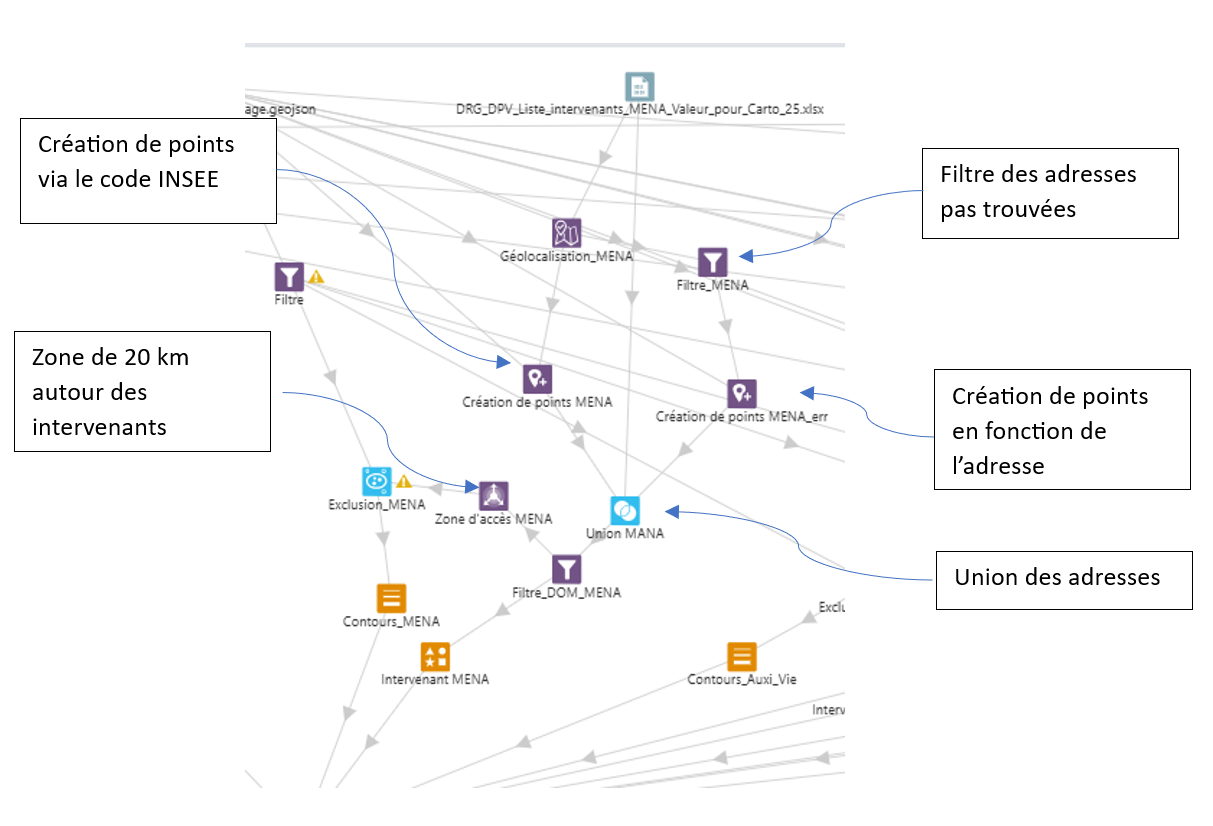 age.geojson
DRG_DPV_Liste_intervenants_MENA_Valeur_pour_Carto_25.xlsx
Création de points
via le code INSEE
Filtre des adresses
pas trouvées
Géolocalisation_MENA
Filtre_MENA
Filtre
Zone de 20 km
autour des
intervenants
Création de points MENA
Création de points MENA_err
Création de points
en fonction de
l’adresse
Exclusion_MENA
Zone d'accès MENA
Union MANA
Union des adresses
Filtre_DOM_MENA
Contours_MENA
Exclu
Intervenant MENA
Contours_Auxi_Vie
Interv